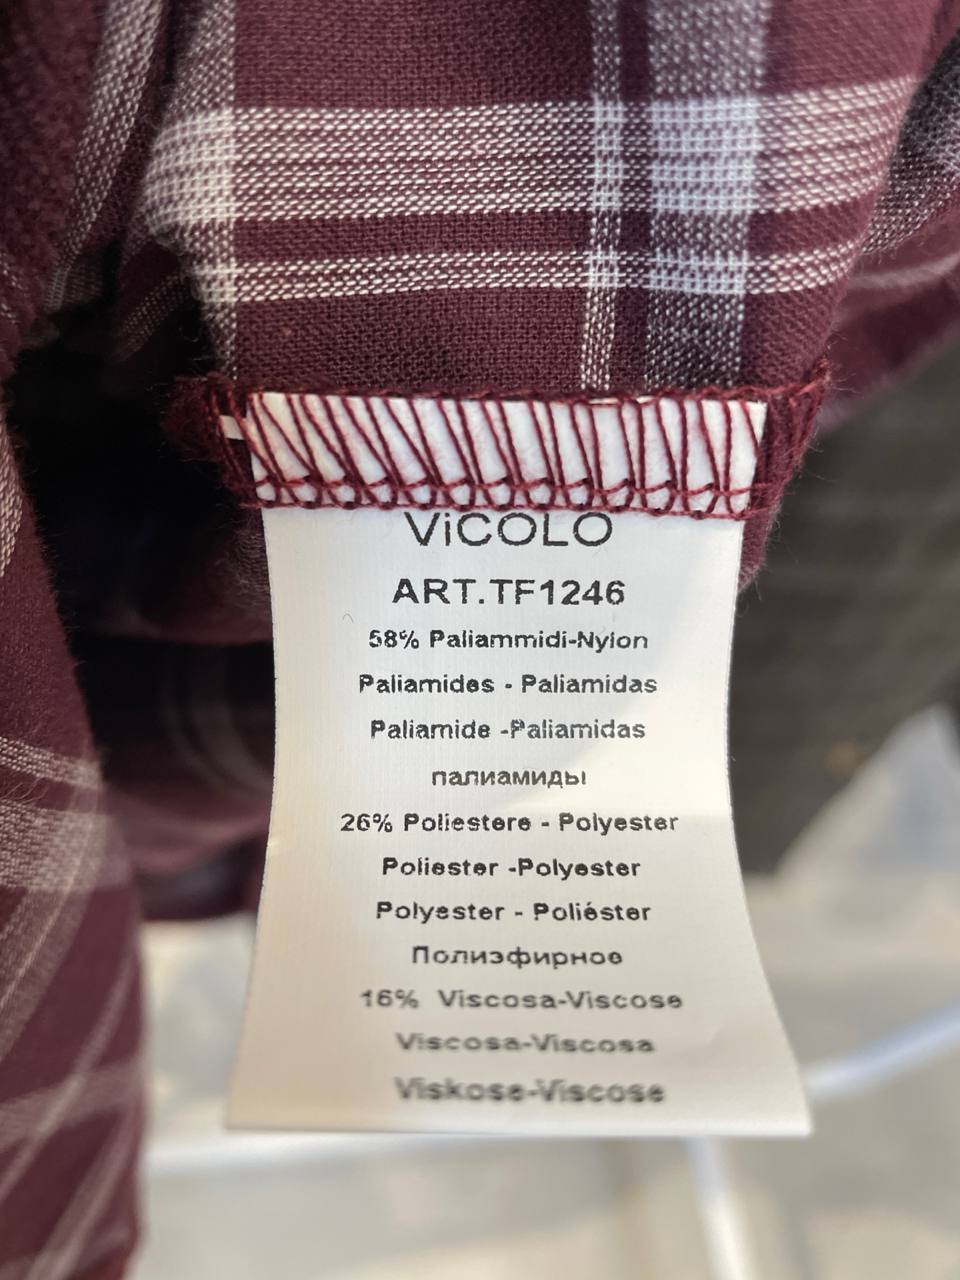 ViCOLO
ART.TF1246
58% Paliammidi-Nylon
Paliamides - Paliamidas
Paliamide -Paliamidas
палиамиды
26% Poliestere - Polyester
Poliester -Polyester
Polyester - Poliéster
Полиэфирное
16% Viscosa-Viscose
Viscosa-Viscosa
Viskose-Viscose